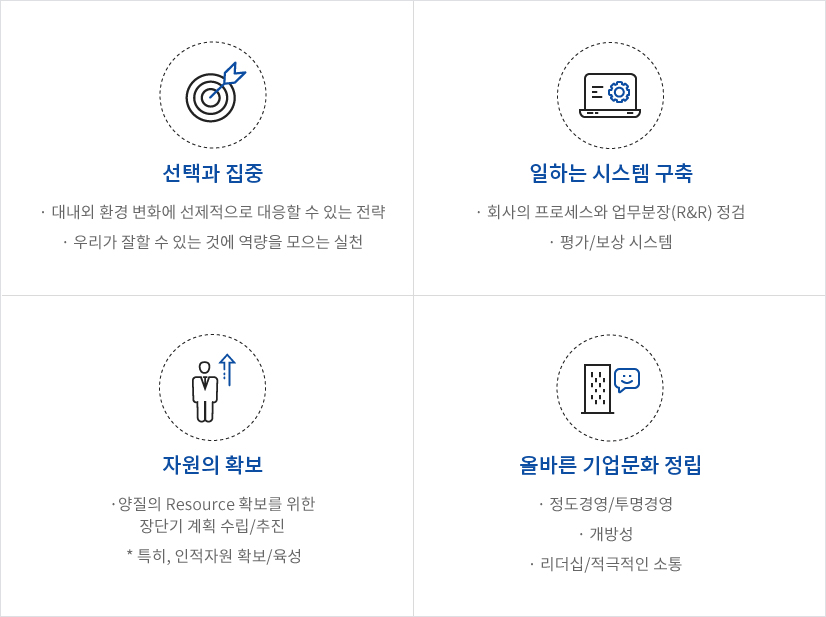 선택과 집중
· 대내외 환경 변화에 선제적으로 대응할 수 있는 전략
· 우리가 잘할 수 있는 것에 역량을 모으는 실천
일하는 시스템 구축
· 회사의 프로세스와 업무분장(R&R) 정검
· 평가/보상 시스템
자원의 확보
·양질의 Resource 확보를 위한
장단기 계획 수립/추진
* 특히, 인적자원 확보/육성
올바른 기업문화 정립
· 정도경영/투명경영
· 개방성
· 리더십/적극적인 소통